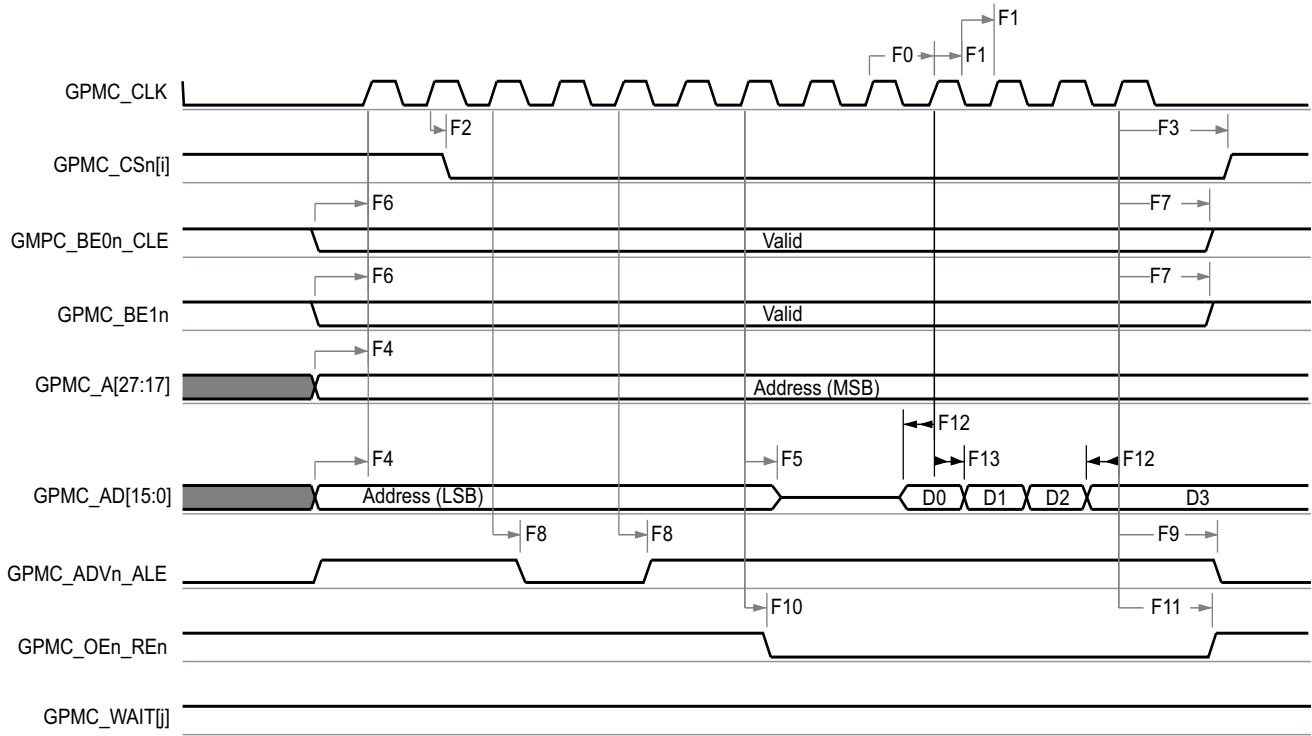 F1
F0 F1
GPMC_CLK
F2 F3
GPMC_CSn[i]
F6 F7
GMPC_BE0n_CLE Valid
F6 F7
GPMC_BE1n Valid
F4
GPMC_A[27:17] Address (MSB)
F12
F4 F5 F13 F12
GPMC_AD[15:0] Address (LSB) D0 D1 D2 D3
F8 F8 F9
GPMC_ADVn_ALE
F10 F11
GPMC_OEn_REn
GPMC_WAIT[j]